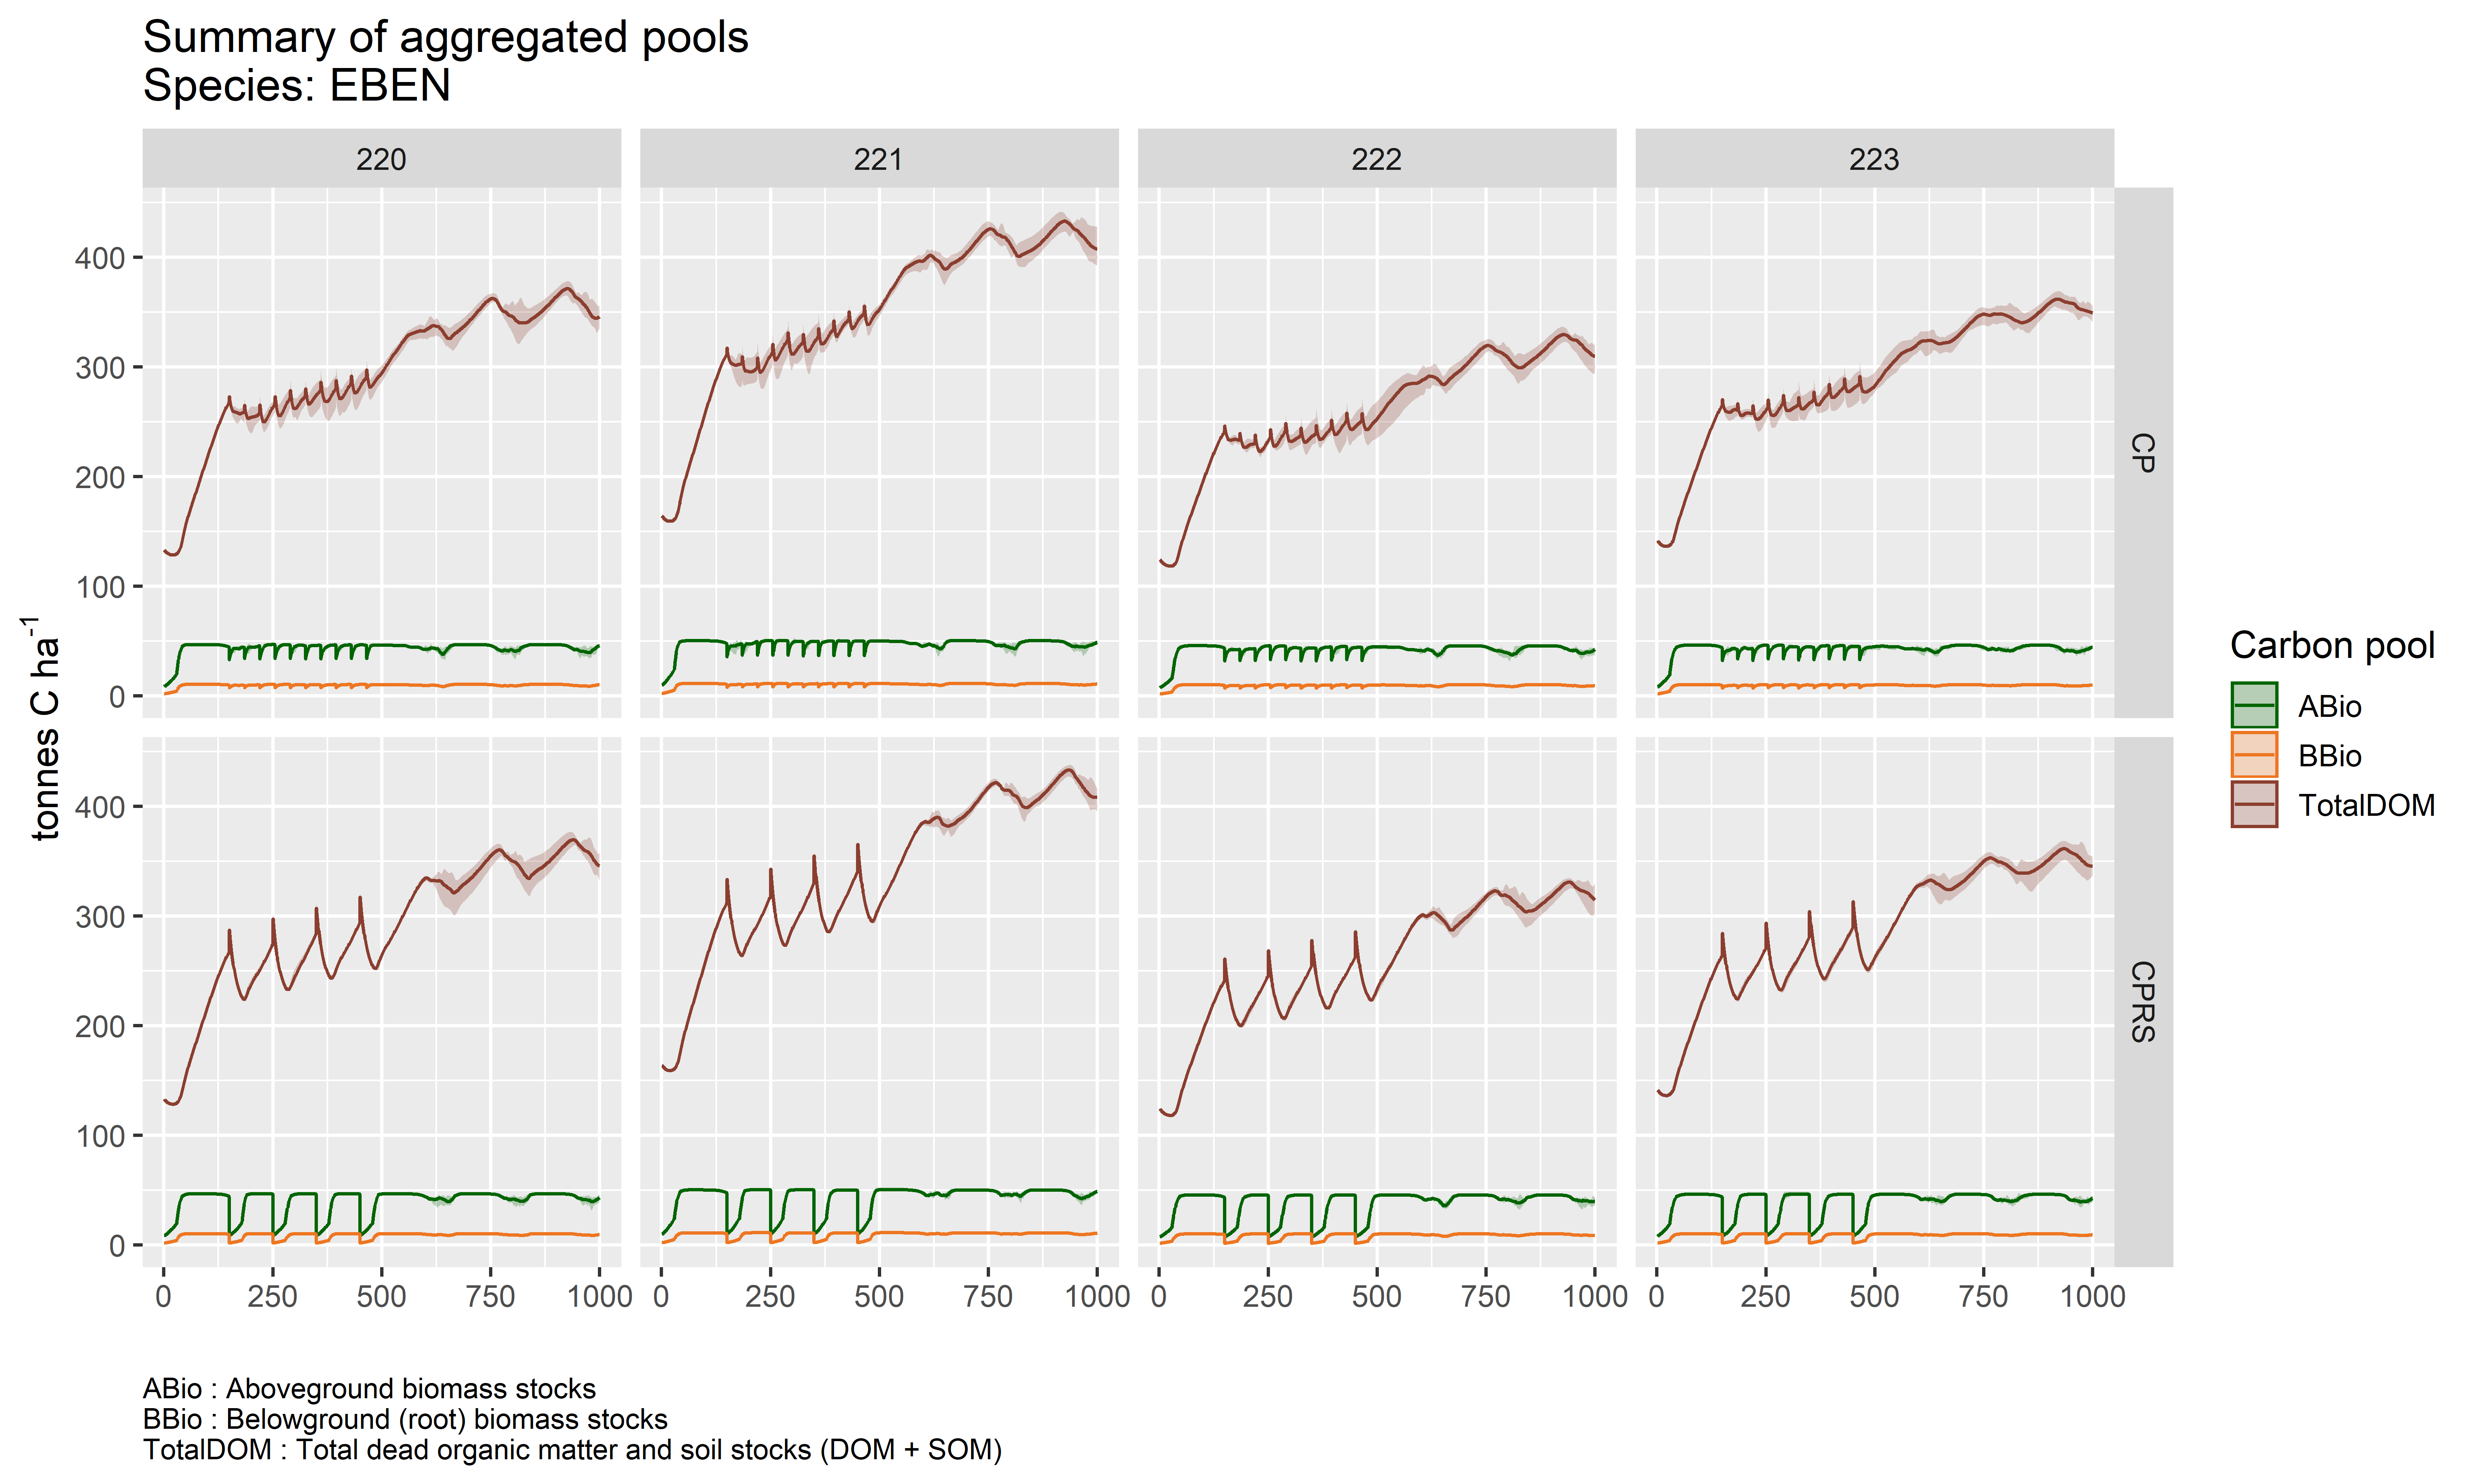 Summary of aggregated pools
Species: EBEN
220 221 222 223
400
300
200
100
0
CP
400
300
200
100
0
CPRS
tonnes C ha-1
0 250 500 750 1000 0 250 500 750 1000 0 250 500 750 1000 0 250 500 750 1000
Carbon pool
ABio
BBio
TotalDOM
ABio : Aboveground biomass stocks
BBio : Belowground (root) biomass stocks
TotalDOM : Total dead organic matter and soil stocks (DOM + SOM)